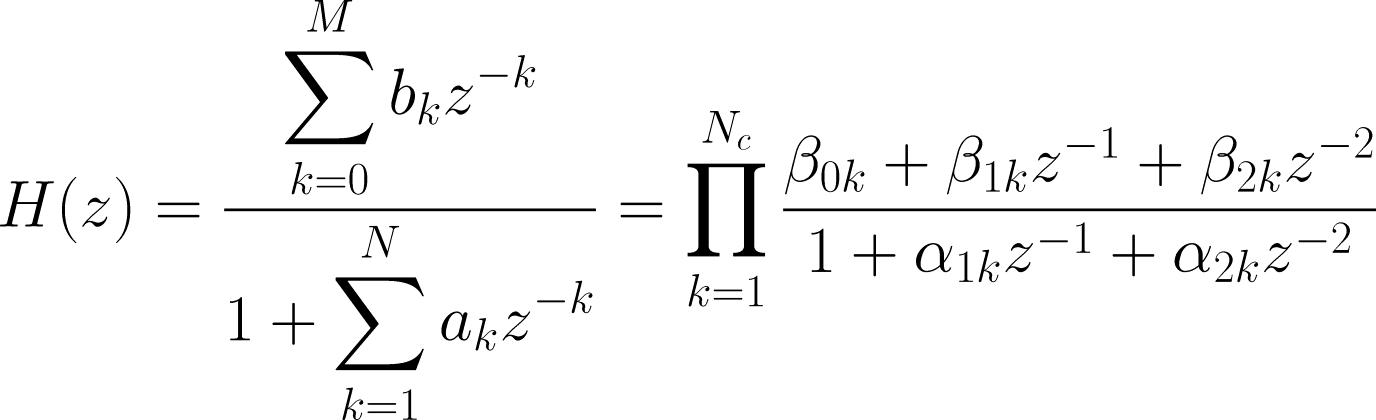 H(z) = \frac{\sum_{k=0}^{M} b_k z^{-k}}{1 + \sum_{k=1}^{N} a_k z^{-k}} = \prod_{k=1}^{N_c} \frac{\beta_{0k} + \beta_{1k} z^{-1} + \beta_{2k} z^{-2}}{1 + \alpha_{1k} z^{-1} + \alpha_{2k} z^{-2}}